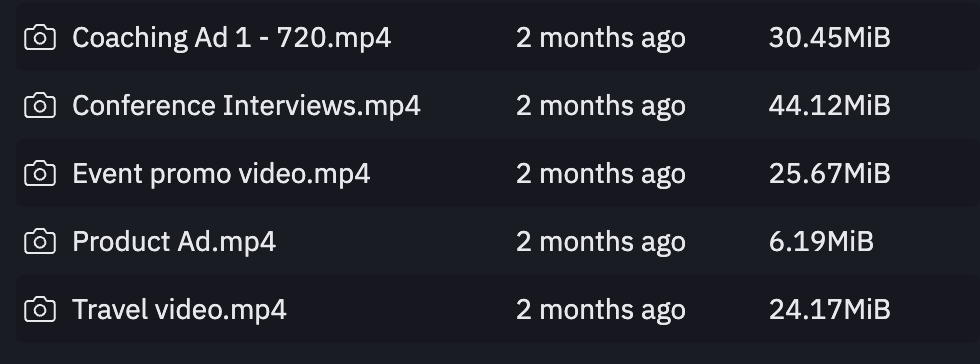 Coaching Ad 1 - 720.mp4 2 months ago 30.45MiB
Conference Interviews.mp4 2 months ago 44.12MiB
Event promo video.mp4 2 months ago 25.67MiB
Product Ad.mp4 2 months ago 6.19MiB
Travel video.mp4 2 months ago 24.17MiB